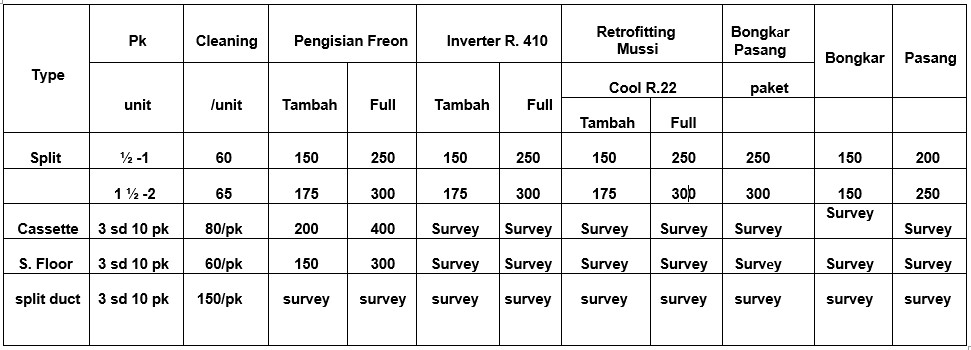 Type Pk Cleaning Pengisian Freon Inverter R. 410 Retrofitting Mussi Bongkar Pasang Bongkar Pasang
unit /unit Tambah Full Tambah Full Cool R.22 paket
Tambah Full
Split ½ -1 60 150 250 150 250 150 250 250 150 200
1 ½ -2 65 175 300 175 300 175 300 300 150 250
Cassette 3 sd 10 pk 80/pk 200 400 Survey Survey Survey Survey Survey Survey Survey
S. Floor 3 sd 10 pk 60/pk 150 300 Survey Survey Survey Survey Survey Survey Survey
split duct 3 sd 10 pk 150/pk survey survey survey survey survey survey survey survey survey